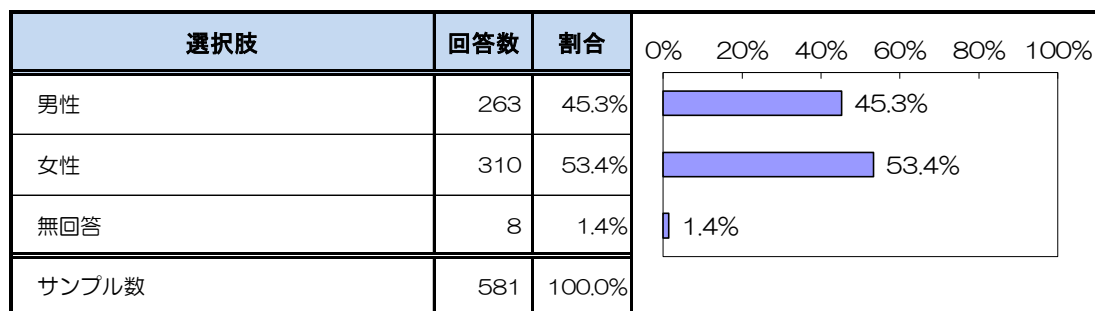 選択肢 回答数 割合
0% 20% 40% 60% 80% 100%
男性 263 45.3% 45.3%
女性 310 53.4% 53.4%
無回答 8 1.4% 1.4%
サンプル数 581 100.0%